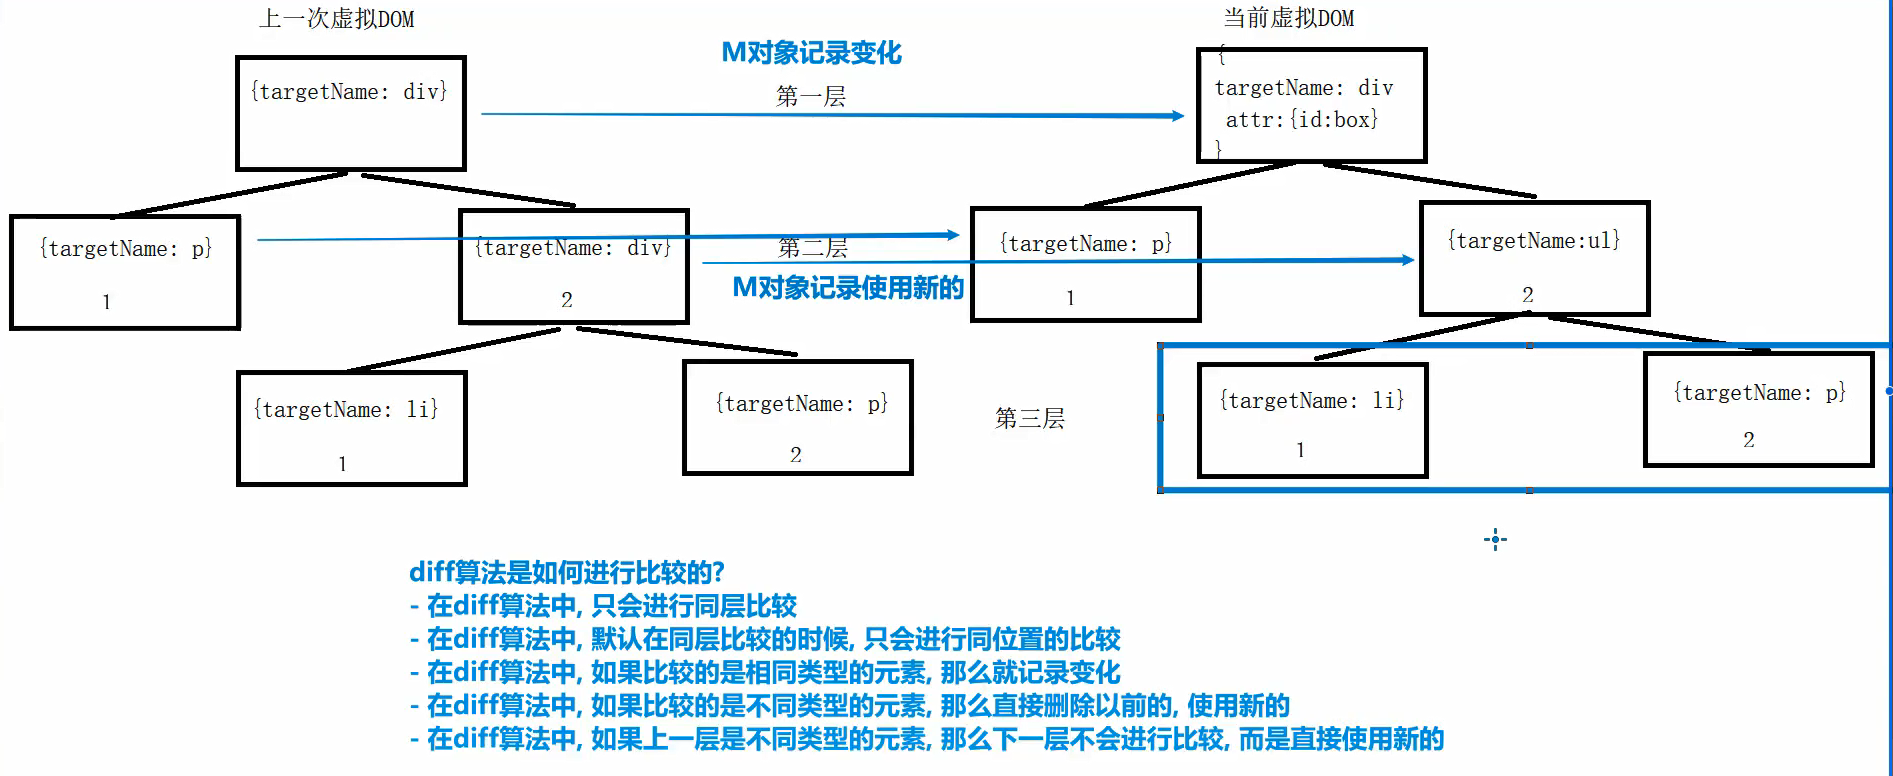 上一次虚拟DOM
当前虚拟DOM
M对象记录变化
{targetName: div}
第一层
{
targetName: div
attr:{id:box}
}
{targetName: p}
1
{targetName: div}
2
第二层
M对象记录使用新的
{targetName: p}
1
{targetName:ul}
2
{targetName: li}
1
{targetName: p}
2
第三层
{targetName: li}
1
{targetName: p}
2
diff算法是如何进行比较的?
- 在diff算法中, 只会进行同层比较
- 在diff算法中, 默认在同层比较的时候, 只会进行同位置的比较
- 在diff算法中, 如果比较的是相同类型的元素, 那么就记录变化
- 在diff算法中, 如果比较的是不同类型的元素, 那么直接删除以前的, 使用新的
- 在diff算法中, 如果上一层是不同类型的元素, 那么下一层不会进行比较, 而是直接使用新的